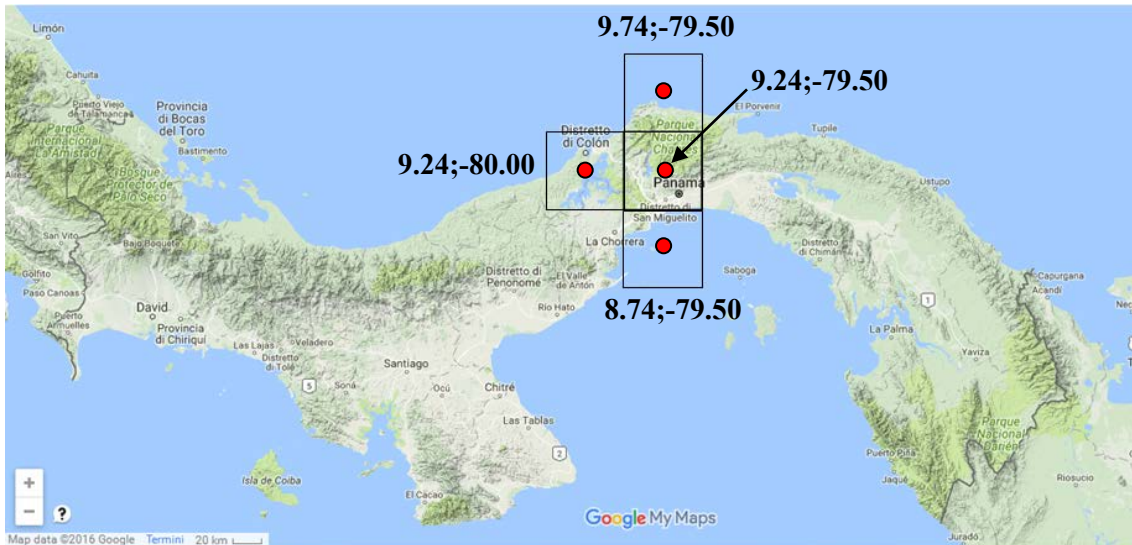 9.74;-79.50
Limón
9.24;-79.50
Cahuita
Puerto Viejo
de Talamanca
Provincia
di Bocas
del Toro
El Porvenir
Parque
Nacional
Chagres
Tupile
Distretto
di Colón
Parque
Internacional
La Amistad
Bastimento
9.24;-80.00
Bosque
Protector de
Palo Seco
Panama
Ustupo
San Vito
Bajo Boquete
Distretto di
San Miguelito
La Chorrera
Distretto
di Chimán
Golfito
Distretto di
Penonomé
El Valle
de Antón
Saboga
Capurgana
Acandí
Paso Canoas
David
Río Hato
8.74;-79.50
1
Puerto
Armuelles
Provincia
di Chiriquí
Las Lajas
Veladero
La Palma
Distretto
di Tolé
Santiago
Yaviza
5
Soná
Ocú
Chitré
Las Tablas
Parque
Nacional
Darién
2
Puerto Piña
Isla de Coiba
Jaqué
Riosucio
El Cacao
+
−
?
Google My Maps
Jurado
Map data ©2016 Google Termini 20 km